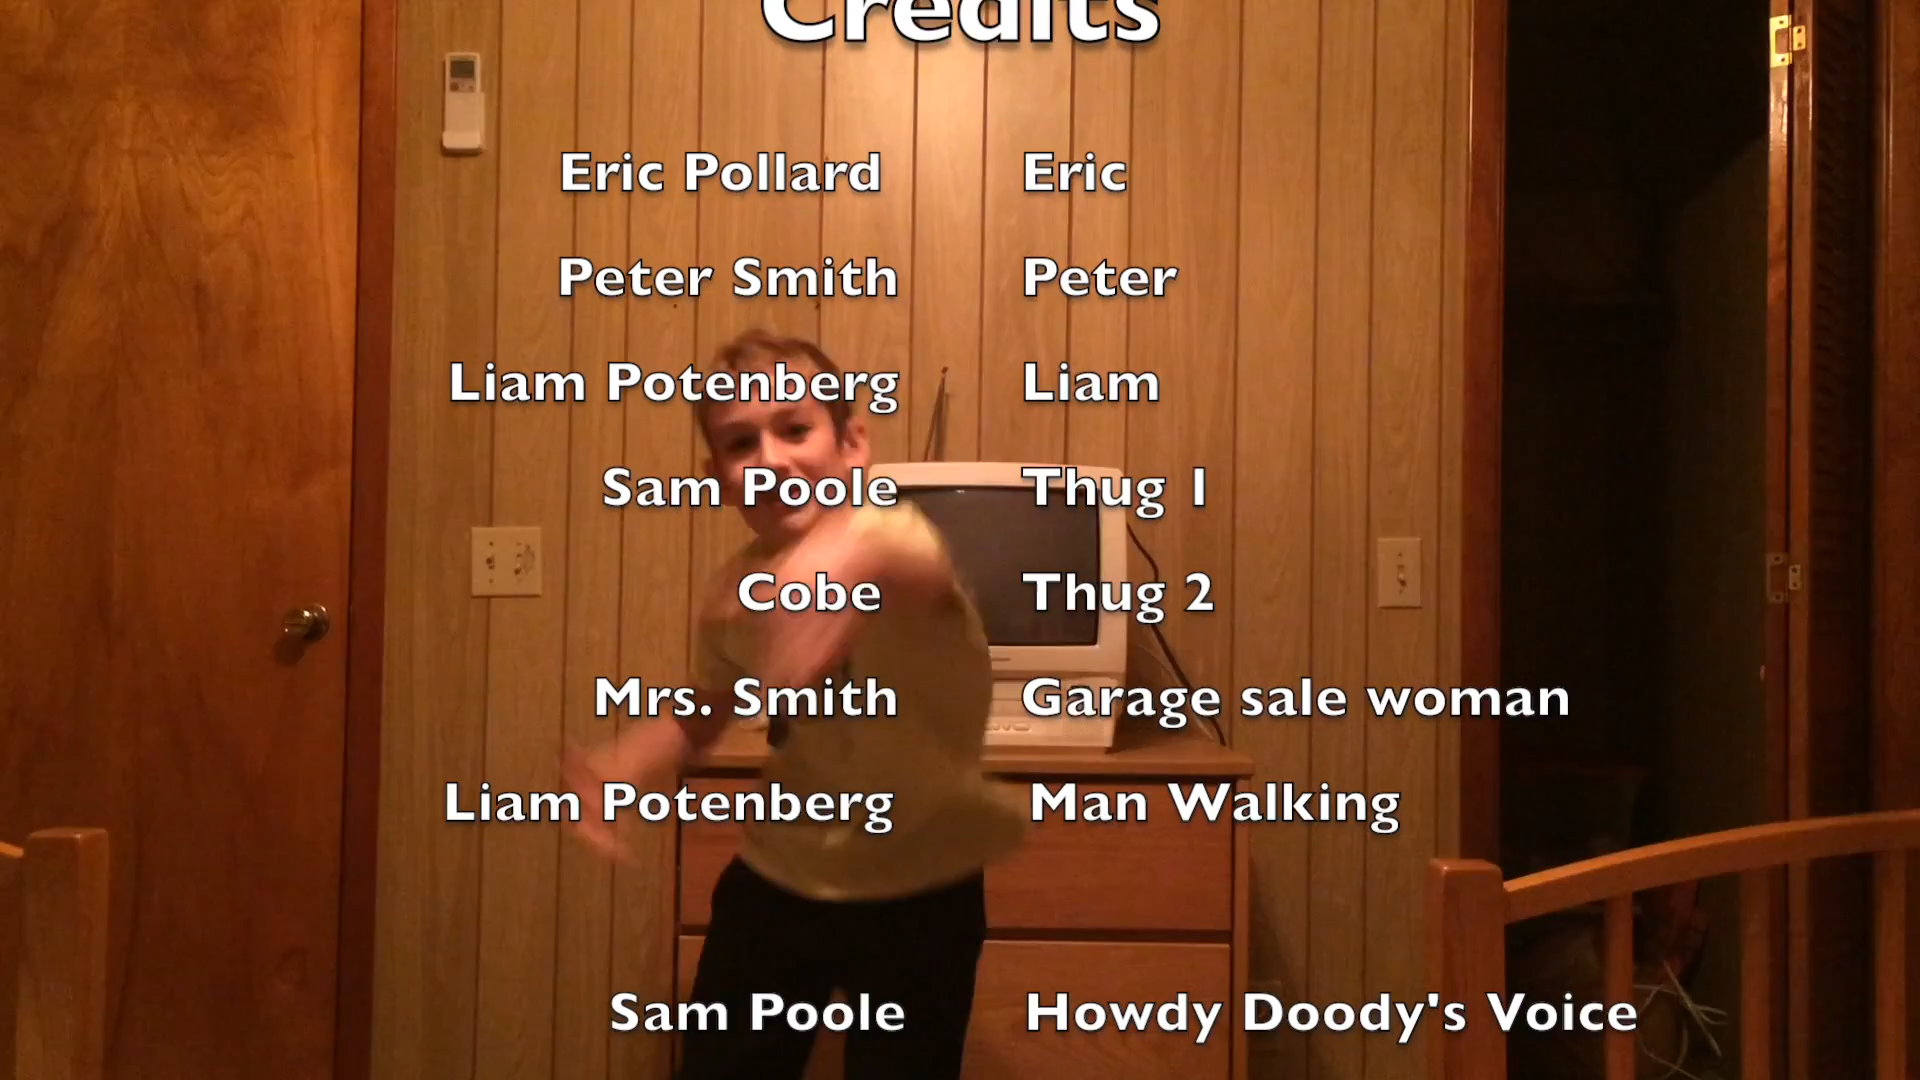 Credits
Eric Pollard Eric
Peter Smith Peter
Liam Potenberg Liam
Sam Poole Thug 1
Cobe Thug 2
Mrs. Smith Garage sale woman
Liam Potenberg Man Walking
Sam Poole Howdy Doody's Voice